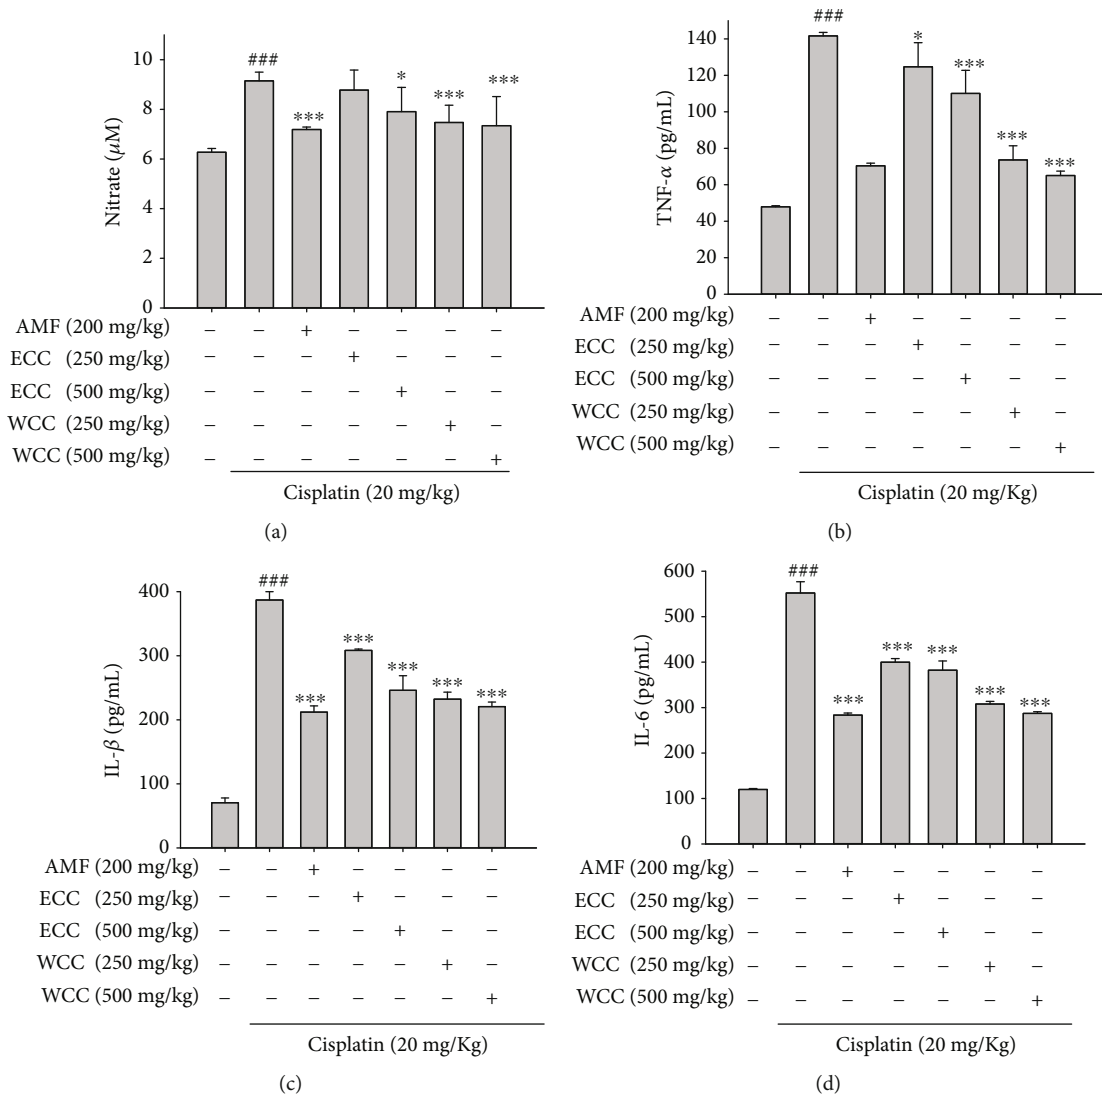 ###
***
*
***
***
10
8
6
4
2
0
Nitrate (μM)
AMF (200 mg/kg) − − + − − − −
ECC (250 mg/kg) − − − + − − −
ECC (500 mg/kg) − − − − + − −
WCC (250 mg/kg) − − − − − + −
WCC (500 mg/kg) − − − − − − +
Cisplatin (20 mg/kg)
(a)
###
*
***
***
***
140
120
100
80
60
40
20
0
TNF-α (pg/mL)
AMF (200 mg/kg) − − + − − − −
ECC (250 mg/kg) − − − + − − −
ECC (500 mg/kg) − − − − + − −
WCC (250 mg/kg) − − − − − + −
WCC (500 mg/kg) − − − − − − +
Cisplatin (20 mg/Kg)
(b)
###
***
***
***
***
***
400
300
200
100
0
IL-β (pg/mL)
AMF (200 mg/kg) − − + − − − −
ECC (250 mg/kg) − − − + − − −
ECC (500 mg/kg) − − − − + − −
WCC (250 mg/kg) − − − − − + −
WCC (500 mg/kg) − − − − − − +
Cisplatin (20 mg/Kg)
(c)
###
***
***
***
***
***
600
500
400
300
200
100
0
IL-6 (pg/mL)
AMF (200 mg/kg) − − + − − − −
ECC (250 mg/kg) − − − + − − −
ECC (500 mg/kg) − − − − + − −
WCC (250 mg/kg) − − − − − + −
WCC (500 mg/kg) − − − − − − +
Cisplatin (20 mg/Kg)
(d)